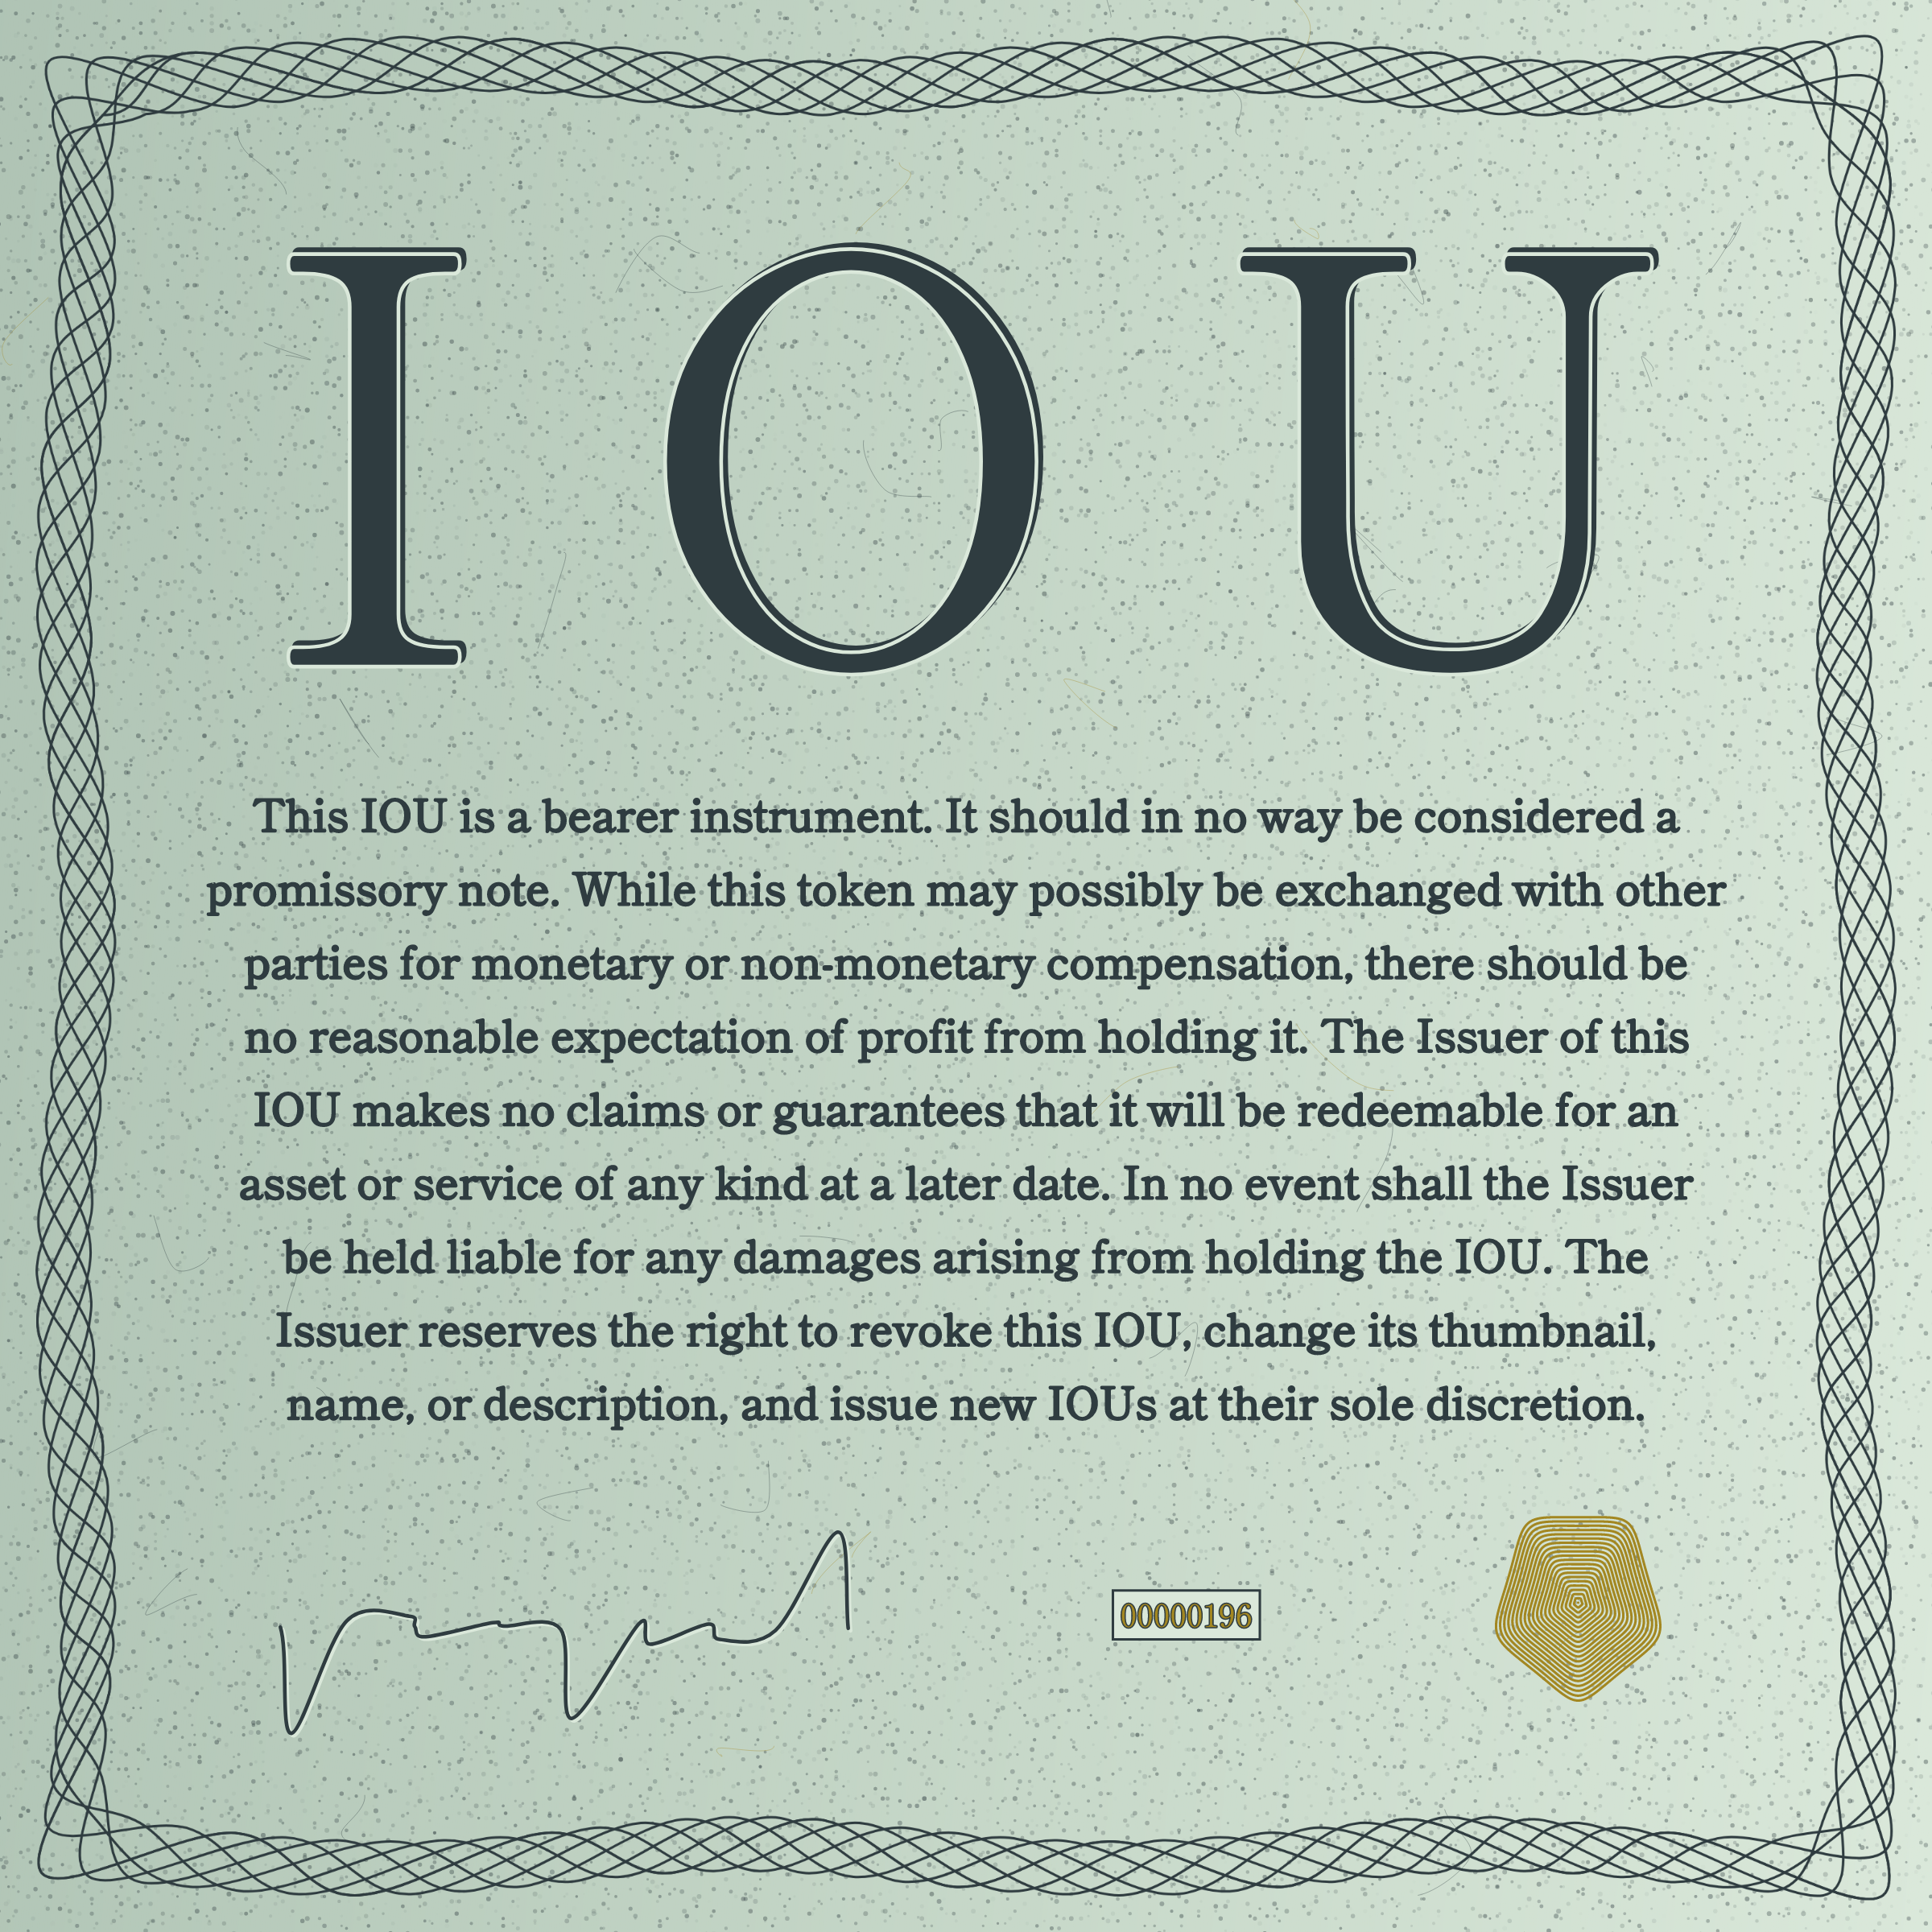 I O U
This IOU is a bearer instrument. It should in no way be considered a
promissory note. While this token may possibly be exchanged with other
parties for monetary or non-monetary compensation, there should be
no reasonable expectation of profit from holding it. The Issuer of this
IOU makes no claims or guarantees that it will be redeemable for an
asset or service of any kind at a later date. In no event shall the Issuer
be held liable for any damages arising from holding the IOU. The
Issuer reserves the right to revoke this IOU, change its thumbnail,
name, or description, and issue new IOUs at their sole discretion.
00000196